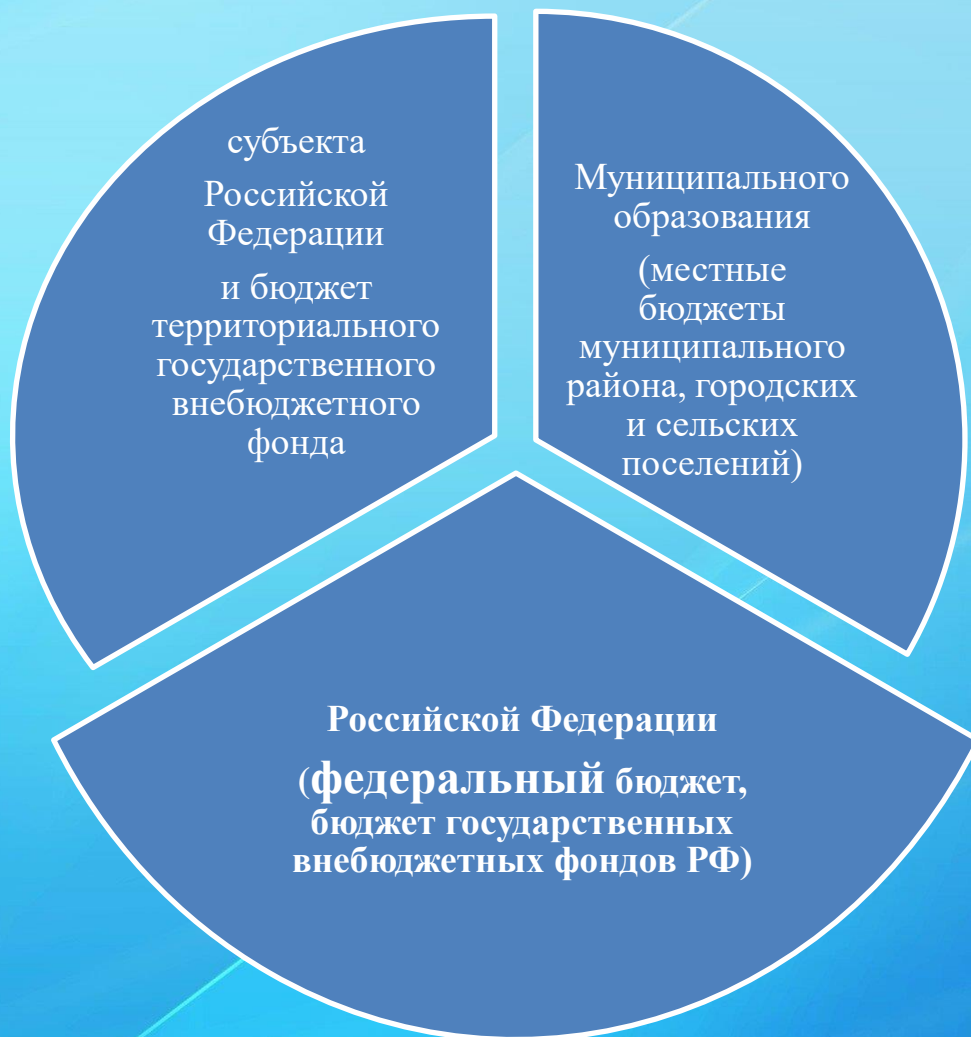 субъекта
Российской
Федерации
и бюджет
территориального
государственного
внебюджетного
фонда
Муниципального
образования
(местные
бюджеты
муниципального
района, городских
и сельских
поселений)
Российской Федерации
(федеральный бюджет,
бюджет государственных
внебюджетных фондов РФ)